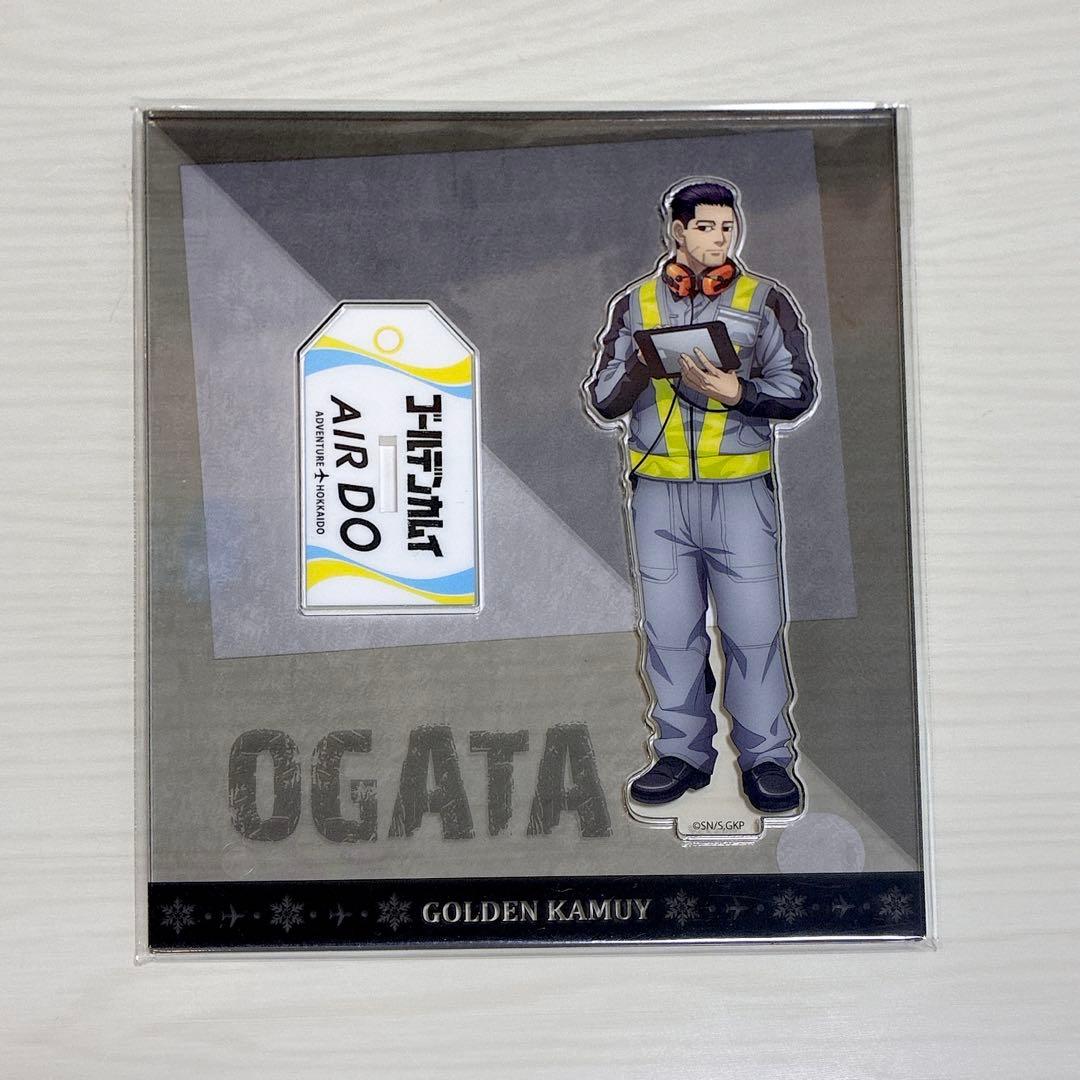 ゴールデンカムイ
AIR DO
ADVENTURE HOKKAIDO
OGATA
©SN/S,GKP
GOLDEN KAMUY